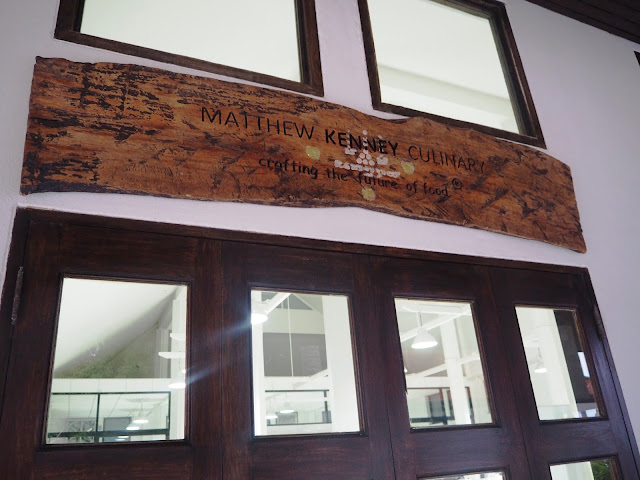 MATTHEW KENNEY CULINARY
crafting the future of food ®